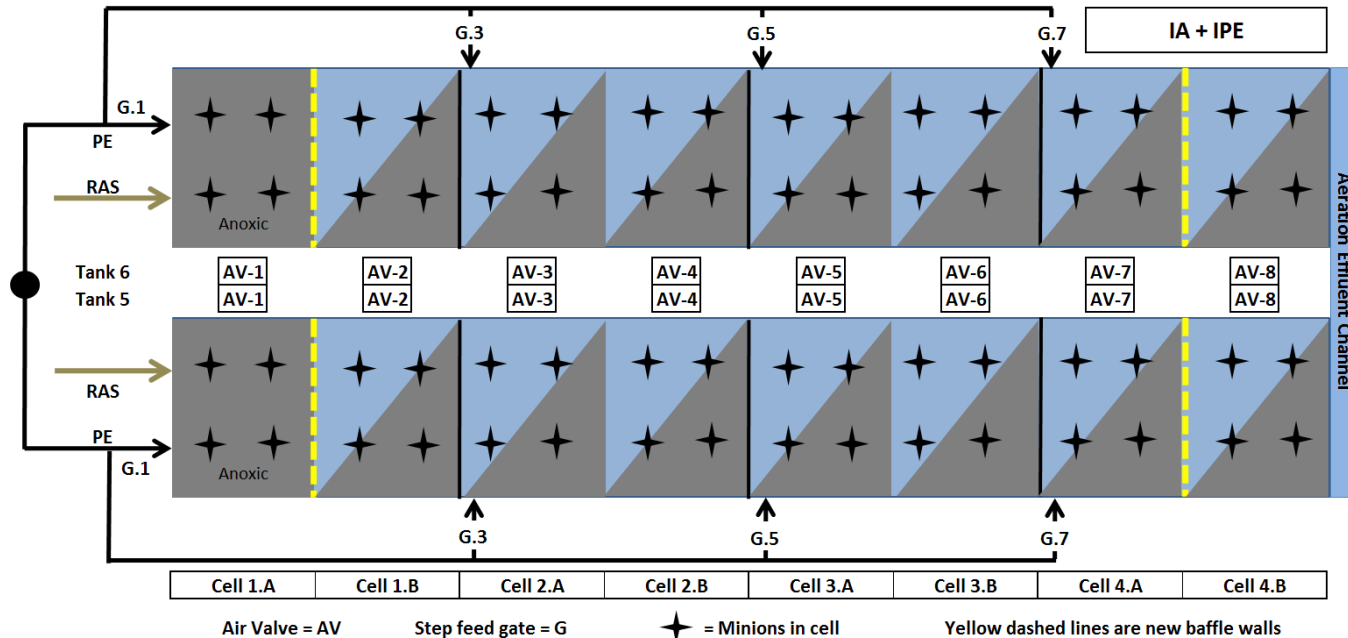 G.3 G.5 G.7
IA + IPE
G.1
PE
RAS
Anoxic
Aeration Effluent Channel
Tank 6 AV-1 AV-2 AV-3 AV-4 AV-5 AV-6 AV-7 AV-8
Tank 5 AV-1 AV-2 AV-3 AV-4 AV-5 AV-6 AV-7 AV-8
RAS
PE
G.1
Anoxic
G.3 G.5 G.7
Cell 1.A Cell 1.B Cell 2.A Cell 2.B Cell 3.A Cell 3.B Cell 4.A Cell 4.B
Air Valve = AV Step feed gate = G = Minions in cell Yellow dashed lines are new baffle walls